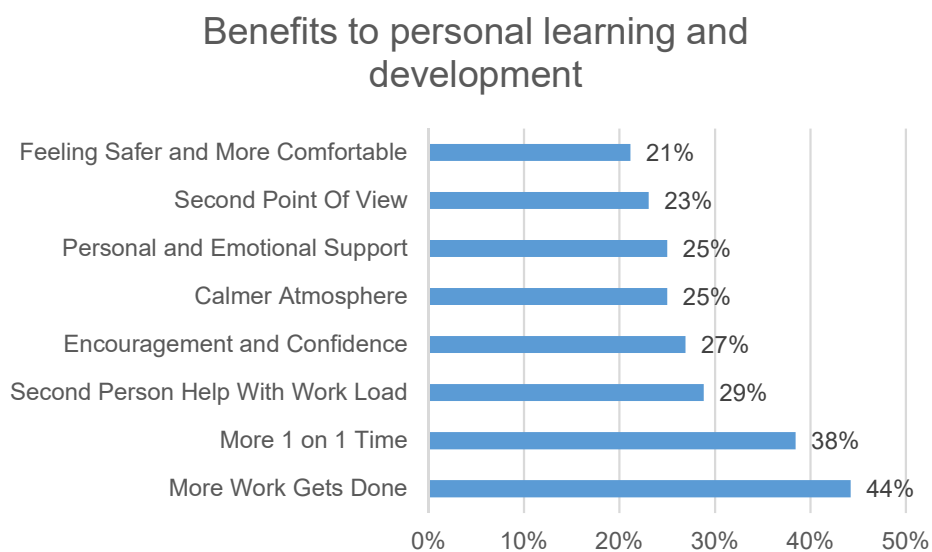 Benefits to personal learning and
development
Feeling Safer and More Comfortable 21%
Second Point Of View 23%
Personal and Emotional Support 25%
Calmer Atmosphere 25%
Encouragement and Confidence 27%
Second Person Help With Work Load 29%
More 1 on 1 Time 38%
More Work Gets Done 44%
0% 10% 20% 30% 40% 50%